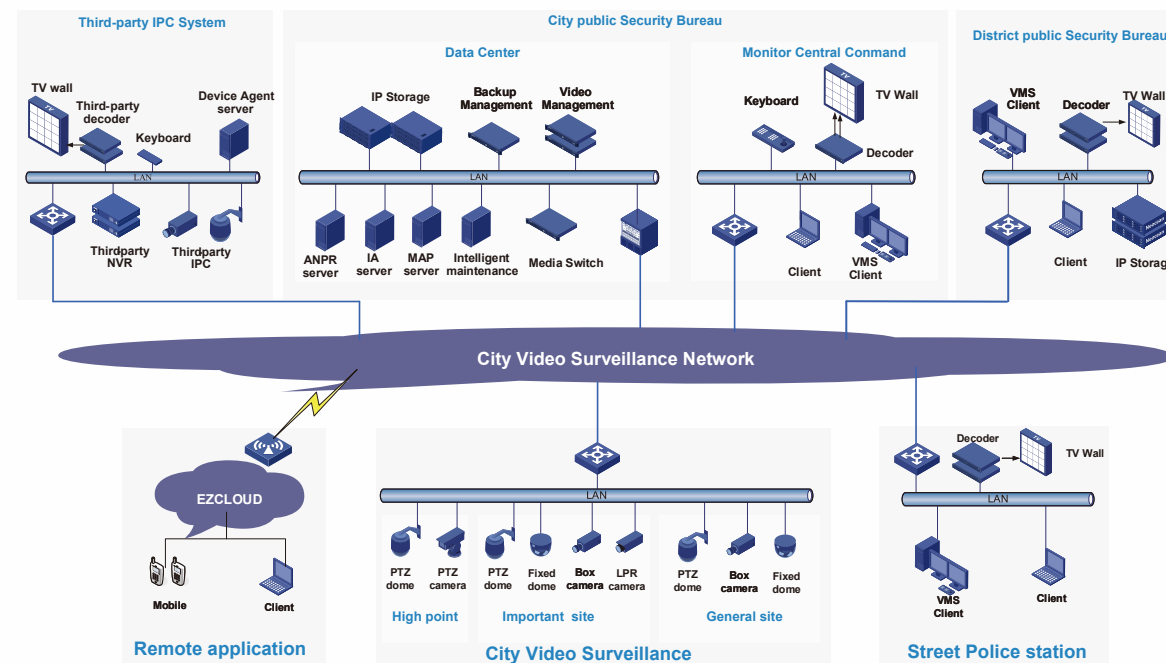 Third-party IPC System
TV wall
Third-party
decoder
Keyboard
Device Agent
server
LAN
Thirdparty
NVR
Thirdparty
IPC
City public Security Bureau
Data Center
IP Storage
Backup
Management
Video
Management
LAN
ANPR
server
IA
server
MAP
server
Intelligent
maintenance
Media Switch
Monitor Central Command
Keyboard
TV
TV Wall
Decoder
LAN
Client
VMS
Client
District public Security Bureau
VMS
Client
Decoder
TV Wall
LAN
Client
IP Storag
City Video Surveillance Network
EZCLOUD
Mobile
Client
Remote application
LAN
PTZ
dome
PTZ
camera
PTZ
dome
Fixed
dome
Box
camera
LPR
camera
PTZ
dome
Box
camera
Fixed
dome
High point
Important site
General site
City Video Surveillance
Decoder
TV Wall
LAN
VMS
Client
Client
Street Police station